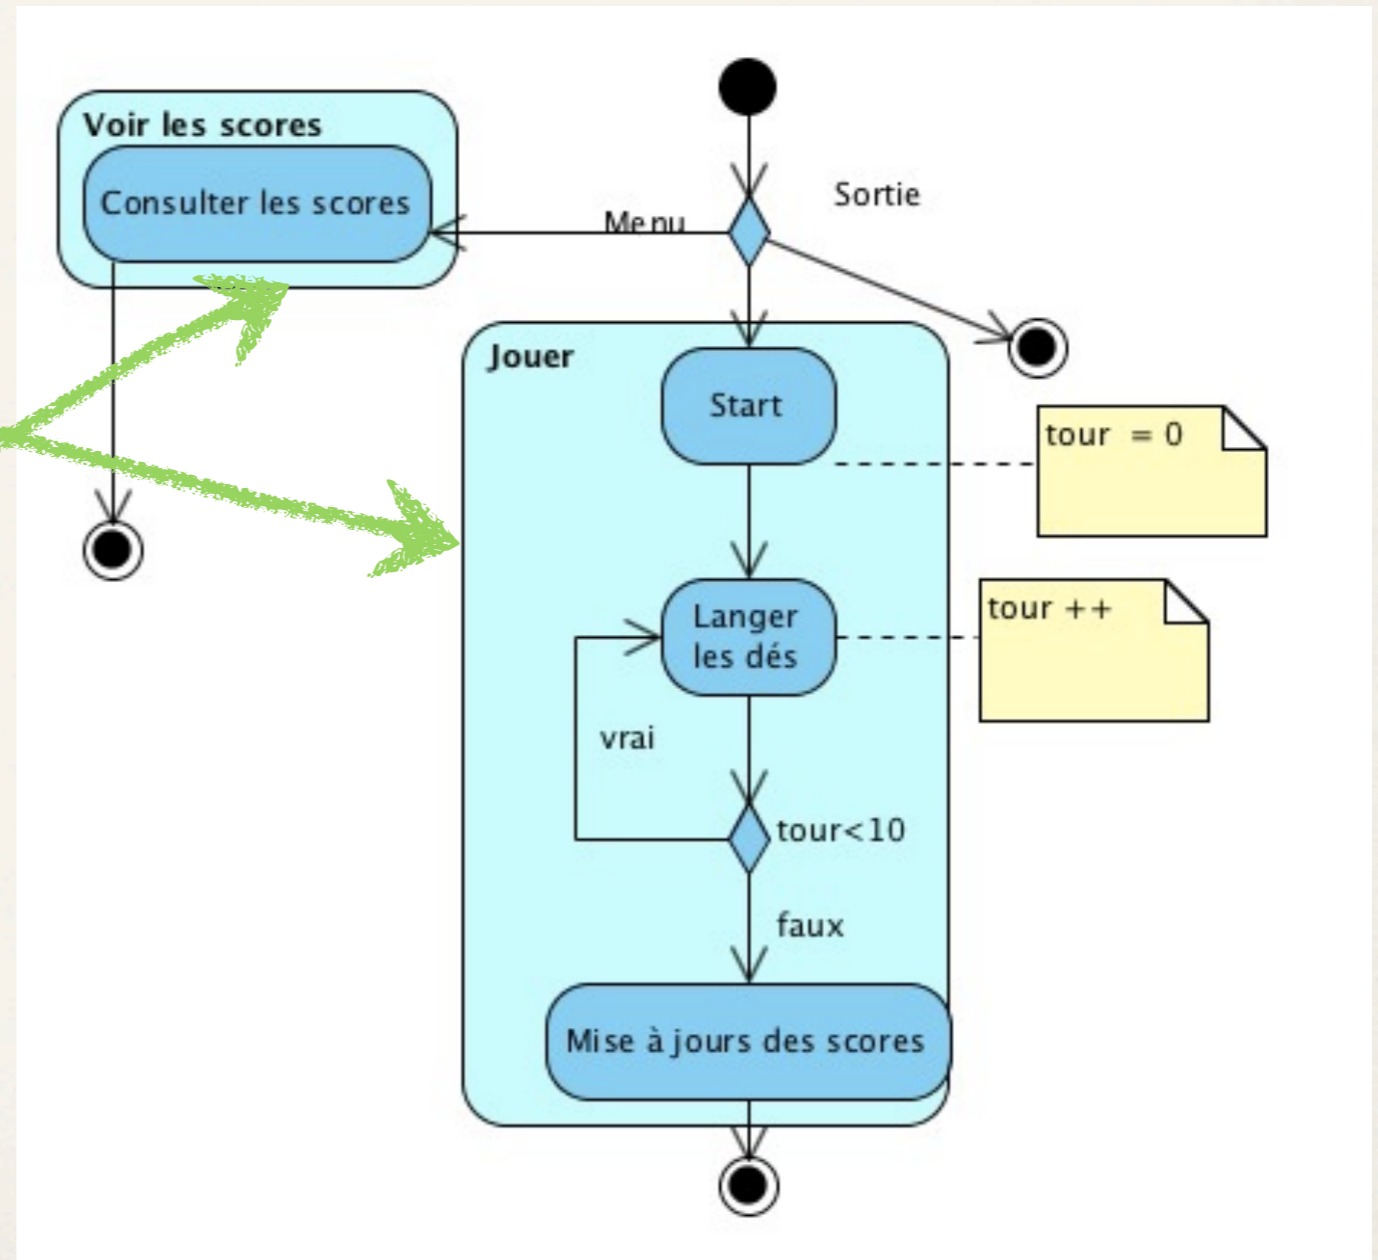 Voir les scores
Consulter les scores
Menu
Sortie
Jouer
Start
tour = 0
Langer
les dés
tour ++
vrai
tour<10
faux
Mise à jours des scores